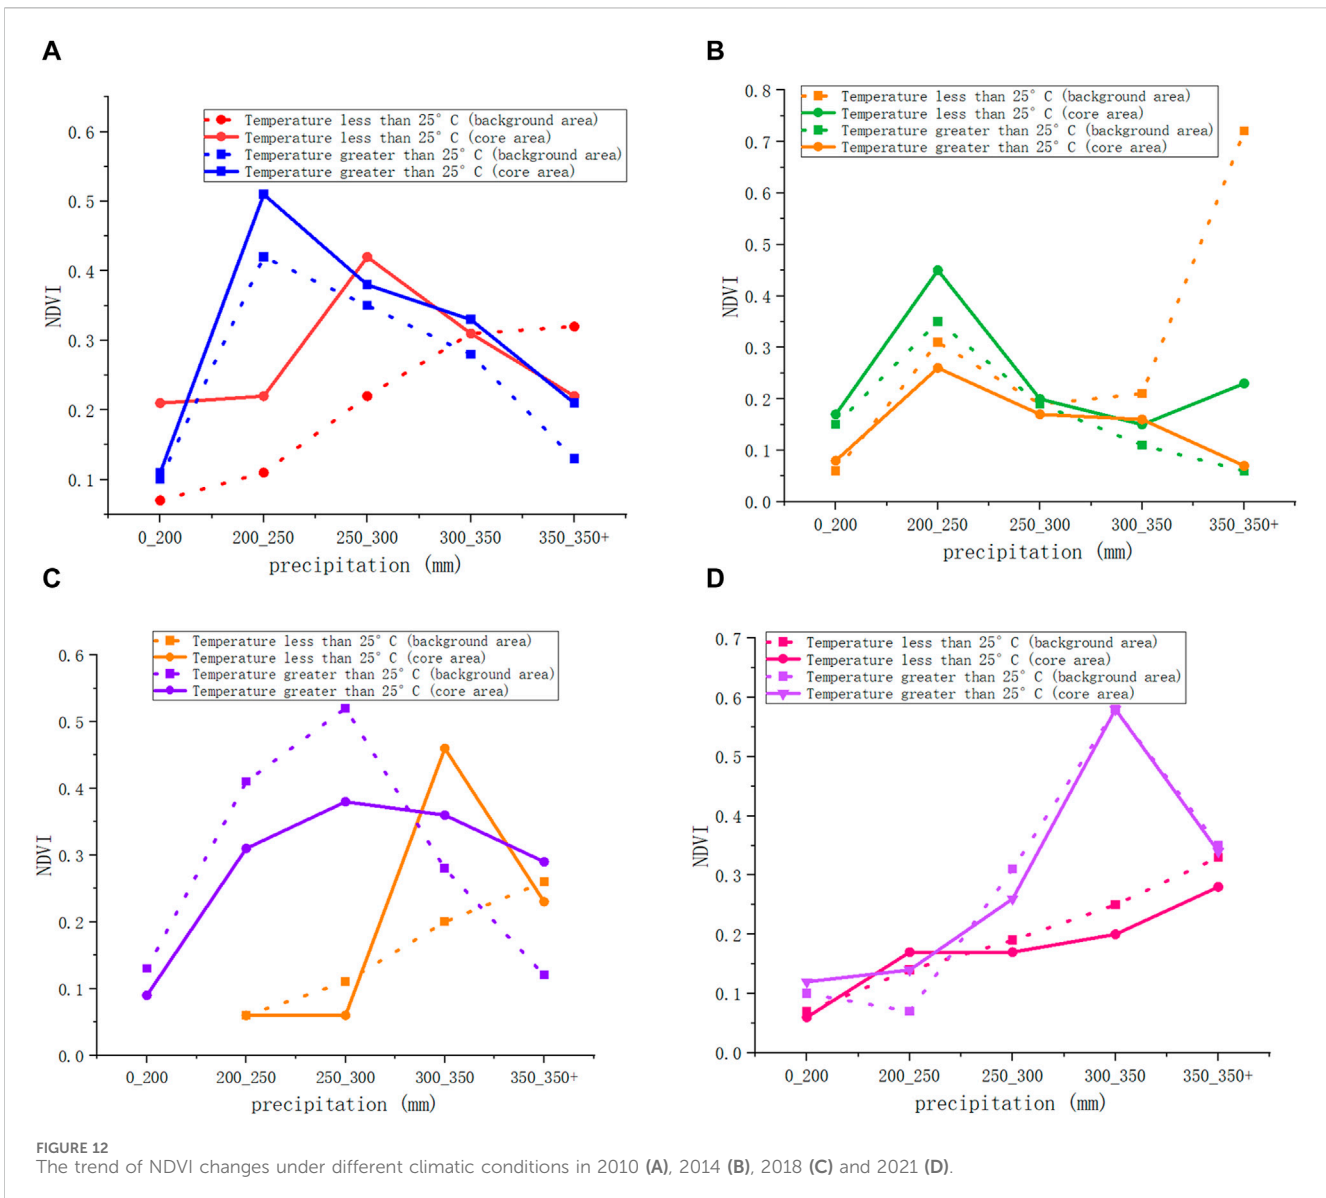 A
Temperature less than 25° C (background area)
Temperature less than 25° C (core area)
Temperature greater than 25° C (background area)
Temperature greater than 25° C (core area)
0.6
0.5
0.4
0.3
0.2
0.1
NDVI
0_200 200_250 250_300 300_350 350_350+
precipitation (mm)
B
Temperature less than 25° C (background area)
Temperature less than 25° C (core area)
Temperature greater than 25° C (background area)
Temperature greater than 25° C (core area)
0.8
0.7
0.6
0.5
0.4
0.3
0.2
0.1
0.0
NDVI
0_200 200_250 250_300 300_350 350_350+
precipitation (mm)
C
Temperature less than 25° C (background area)
Temperature less than 25° C (core area)
Temperature greater than 25° C (background area)
Temperature greater than 25° C (core area)
0.6
0.5
0.4
0.3
0.2
0.1
0.0
NDVI
0_200 200_250 250_300 300_350 350_350+
precipitation (mm)
D
Temperature less than 25° C (background area)
Temperature less than 25° C (core area)
Temperature greater than 25° C (background area)
Temperature greater than 25° C (core area)
0.7
0.6
0.5
0.4
0.3
0.2
0.1
0.0
NDVI
0_200 200_250 250_300 300_350 350_350+
precipitation (mm)
FIGURE 12
The trend of NDVI changes under different climatic conditions in 2010 (A), 2014 (B), 2018 (C) and 2021 (D).